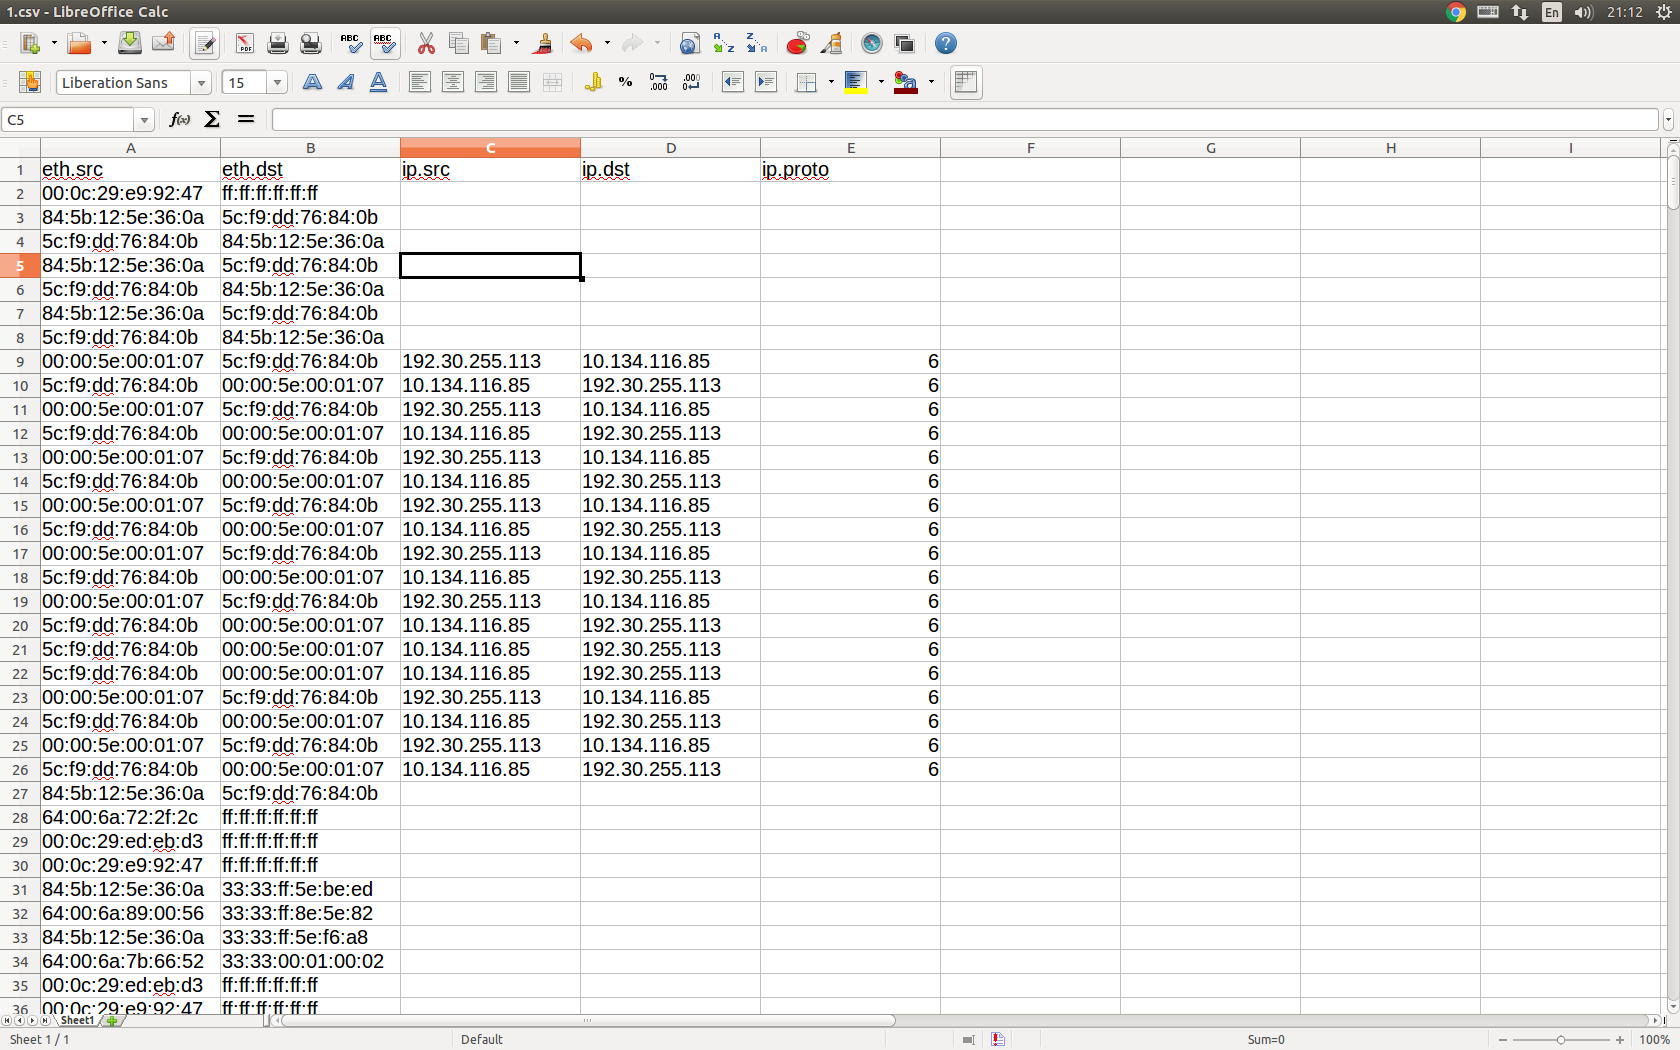 1.csv - LibreOffice Calc
En 21:12
Liberation Sans 15
C5
A B C D E F G H I
1 eth.src eth.dst ip.src ip.dst ip.proto
2 00:0c:29:e9:92:47 ff:ff:ff:ff:ff:ff
3 84:5b:12:5e:36:0a 5c:f9:dd:76:84:0b
4 5c:f9:dd:76:84:0b 84:5b:12:5e:36:0a
5 84:5b:12:5e:36:0a 5c:f9:dd:76:84:0b
6 5c:f9:dd:76:84:0b 84:5b:12:5e:36:0a
7 84:5b:12:5e:36:0a 5c:f9:dd:76:84:0b
8 5c:f9:dd:76:84:0b 84:5b:12:5e:36:0a
9 00:00:5e:00:01:07 5c:f9:dd:76:84:0b 192.30.255.113 10.134.116.85 6
10 5c:f9:dd:76:84:0b 00:00:5e:00:01:07 10.134.116.85 192.30.255.113 6
11 00:00:5e:00:01:07 5c:f9:dd:76:84:0b 192.30.255.113 10.134.116.85 6
12 5c:f9:dd:76:84:0b 00:00:5e:00:01:07 10.134.116.85 192.30.255.113 6
13 00:00:5e:00:01:07 5c:f9:dd:76:84:0b 192.30.255.113 10.134.116.85 6
14 5c:f9:dd:76:84:0b 00:00:5e:00:01:07 10.134.116.85 192.30.255.113 6
15 00:00:5e:00:01:07 5c:f9:dd:76:84:0b 192.30.255.113 10.134.116.85 6
16 5c:f9:dd:76:84:0b 00:00:5e:00:01:07 10.134.116.85 192.30.255.113 6
17 00:00:5e:00:01:07 5c:f9:dd:76:84:0b 192.30.255.113 10.134.116.85 6
18 5c:f9:dd:76:84:0b 00:00:5e:00:01:07 10.134.116.85 192.30.255.113 6
19 00:00:5e:00:01:07 5c:f9:dd:76:84:0b 192.30.255.113 10.134.116.85 6
20 5c:f9:dd:76:84:0b 00:00:5e:00:01:07 10.134.116.85 192.30.255.113 6
21 5c:f9:dd:76:84:0b 00:00:5e:00:01:07 10.134.116.85 192.30.255.113 6
22 5c:f9:dd:76:84:0b 00:00:5e:00:01:07 10.134.116.85 192.30.255.113 6
23 00:00:5e:00:01:07 5c:f9:dd:76:84:0b 192.30.255.113 10.134.116.85 6
24 5c:f9:dd:76:84:0b 00:00:5e:00:01:07 10.134.116.85 192.30.255.113 6
25 00:00:5e:00:01:07 5c:f9:dd:76:84:0b 192.30.255.113 10.134.116.85 6
26 5c:f9:dd:76:84:0b 00:00:5e:00:01:07 10.134.116.85 192.30.255.113 6
27 84:5b:12:5e:36:0a 5c:f9:dd:76:84:0b
28 64:00:6a:72:2f:2c ff:ff:ff:ff:ff:ff
29 00:0c:29:ed:eb:d3 ff:ff:ff:ff:ff:ff
30 00:0c:29:e9:92:47 ff:ff:ff:ff:ff:ff
31 84:5b:12:5e:36:0a 33:33:ff:5e:be:ed
32 64:00:6a:89:00:56 33:33:ff:8e:5e:82
33 84:5b:12:5e:36:0a 33:33:ff:5e:f6:a8
34 64:00:6a:7b:66:52 33:33:00:01:00:02
35 00:0c:29:ed:eb:d3 ff:ff:ff:ff:ff:ff
36 00:0c:29:e9:92:47 ff:ff:ff:ff:ff:ff
Sheet1
Sheet 1 / 1 Default Sum=0 100%